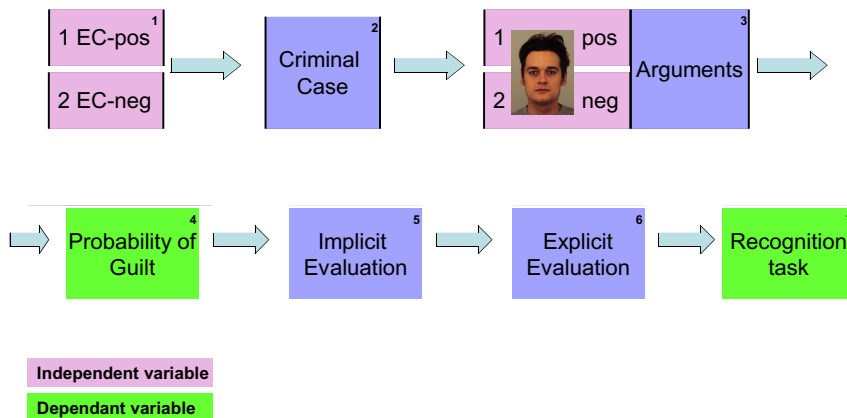 1
1 EC-pos
2 EC-neg
2
Criminal
Case
1 pos
2 neg
3
Arguments
4
Probability of
Guilt
5
Implicit
Evaluation
6
Explicit
Evaluation
Recognition
task
Independent variable
Dependant variable